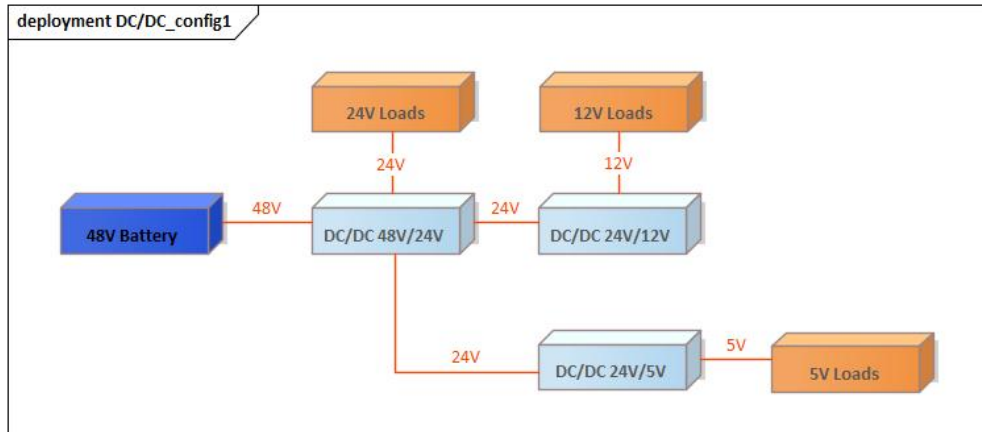 deployment DC/DC_config1
24V Loads
12V Loads
24V
12V
48V Battery
48V
DC/DC 48V/24V
24V
DC/DC 24V/12V
24V
DC/DC 24V/5V
5V
5V Loads